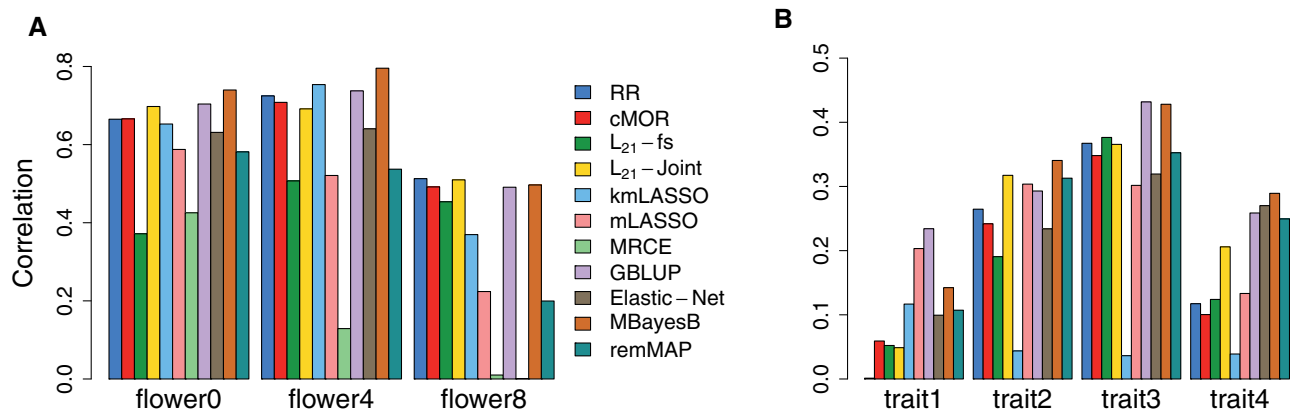 A
Correlation
0.8
0.6
0.4
0.2
0.0
flower0 flower4 flower8
RR
cMOR
L₂₁−fs
L₂₁−Joint
kmLASSO
mLASSO
MRCE
GBLUP
Elastic−Net
MBayesB
remMAP
B
0.5
0.4
0.3
0.2
0.1
0.0
trait1 trait2 trait3 trait4